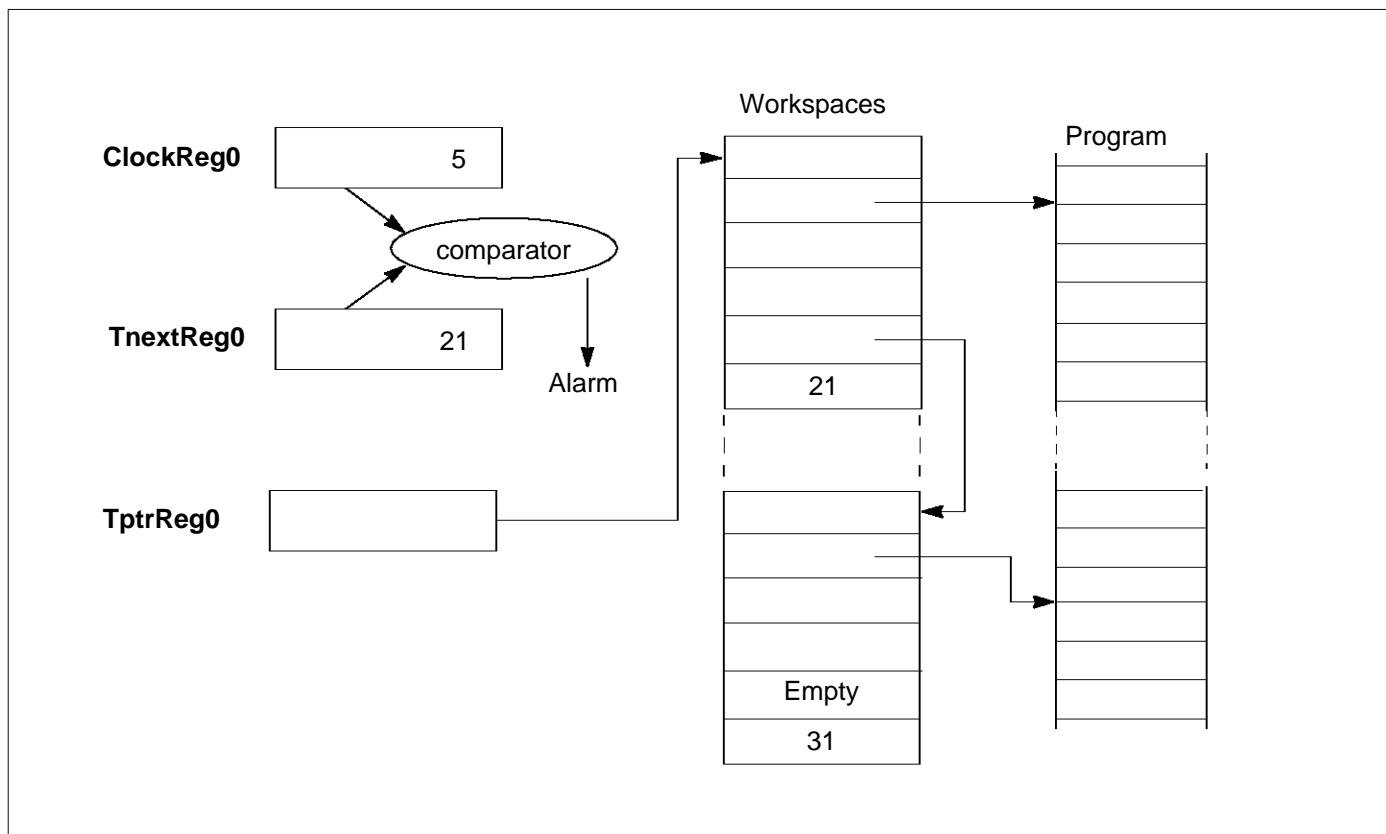 Workspaces
Program
ClockReg0
5
comparator
TnextReg0
21
Alarm
21
TptrReg0
Empty
31